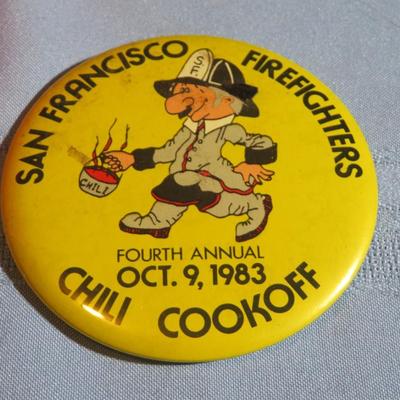 SAN FRANCISCO FIREFIGHTERS
SF
CHILI
FOURTH ANNUAL
OCT. 9, 1983
CHILI COOKOFF